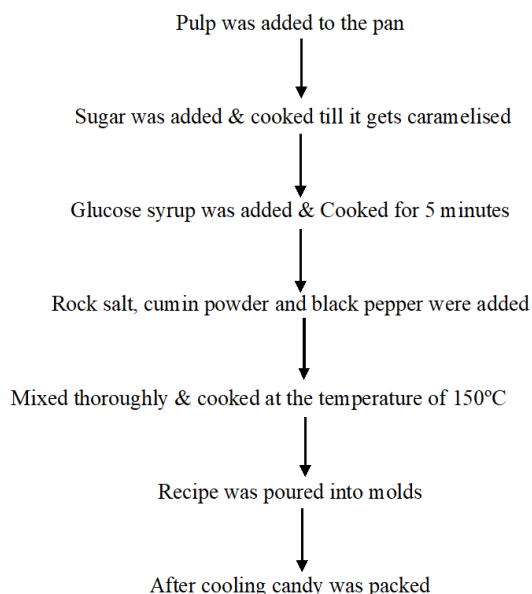 Pulp was added to the pan
Sugar was added & cooked till it gets caramelised
Glucose syrup was added & Cooked for 5 minutes
Rock salt, cumin powder and black pepper were added
Mixed thoroughly & cooked at the temperature of 150ºC
Recipe was poured into molds
After cooling candy was packed